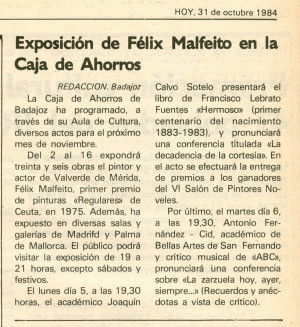 HOY, 31 de octubre 1984
Exposición de Félix Malfeito en la
Caja de Ahorros
REDACCION. Badajoz
La Caja de Ahorros de
Badajoz ha programado, a
través de su Aula de Cultura,
diversos actos para el próximo
mes de noviembre.
Del 2 al 16 expondrá
treinta y seis obras el pintor y
actor de Valverde de Mérida,
Félix Malfeito, primer premio
de pinturas «Regulares» de
Ceuta, en 1975. Además, ha
expuesto en diversas salas y
galerías de Madrifd y Palma
de Mallorca. El público podrá
visitar la exposición de 19 a
21 horas, excepto sábados y
festivos.
El lunes día 5, a las 19,30
horas, el académico Joaquín
Calvo Sotelo presentará el
libro de Francisco Lebrato
Fuentes «Hermoso» (primer
centenario del nacimiento
1883-1983), y pronunciará
una conferencia titulada «La
decadencia de la cortesía». En
el acto se efectuará la entrega
de premios a los ganadores
del VI Salón de Pintores No-
veles.
Por último, el martes día 6,
a las 19,30, Antonio Fer-
nández - Cid, académico de
Bellas Artes de San Fernando
y crítico musical de «ABC»,
pronunciará una conferencia
sobre «La zarzuela hoy, ayer,
siempre...» (Recuerdos y anéc-
dotas a vista de crítico).